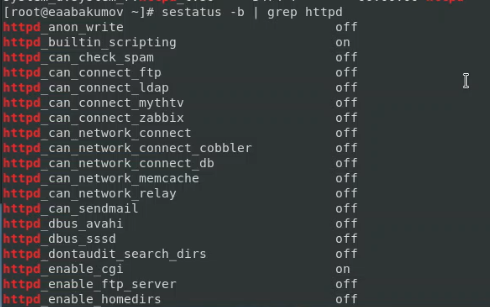 [root@eaabakumov ~]# sestatus -b | grep httpd
httpd_anon_write off
httpd_builtin_scripting on
httpd_can_check_spam off
httpd_can_connect_ftp off
httpd_can_connect_ldap off
httpd_can_connect_mythtv off
httpd_can_connect_zabbix off
httpd_can_network_connect off
httpd_can_network_connect_cobbler off
httpd_can_network_connect_db off
httpd_can_network_memcache off
httpd_can_network_relay off
httpd_can_sendmail off
httpd_dbus_avahi off
httpd_dbus_sssd off
httpd_dontaudit_search_dirs off
httpd_enable_cgi on
httpd_enable_ftp_server off
httpd_enable_homedirs off